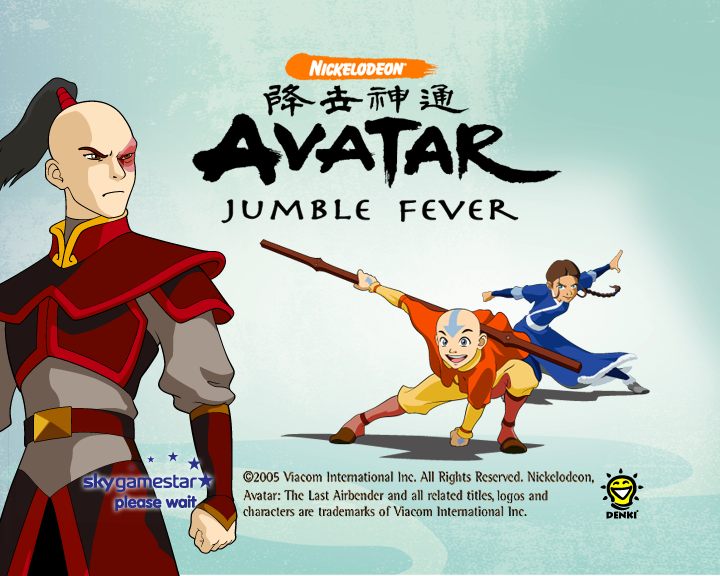 NICKELODEON
降世神通
AVATAR
JUMBLE FEVER
skygamestar
please wait
©2005 Viacom International Inc. All Rights Reserved. Nickelodeon,
Avatar: The Last Airbender and all related titles, logos and
characters are trademarks of Viacom International Inc.
DENKI